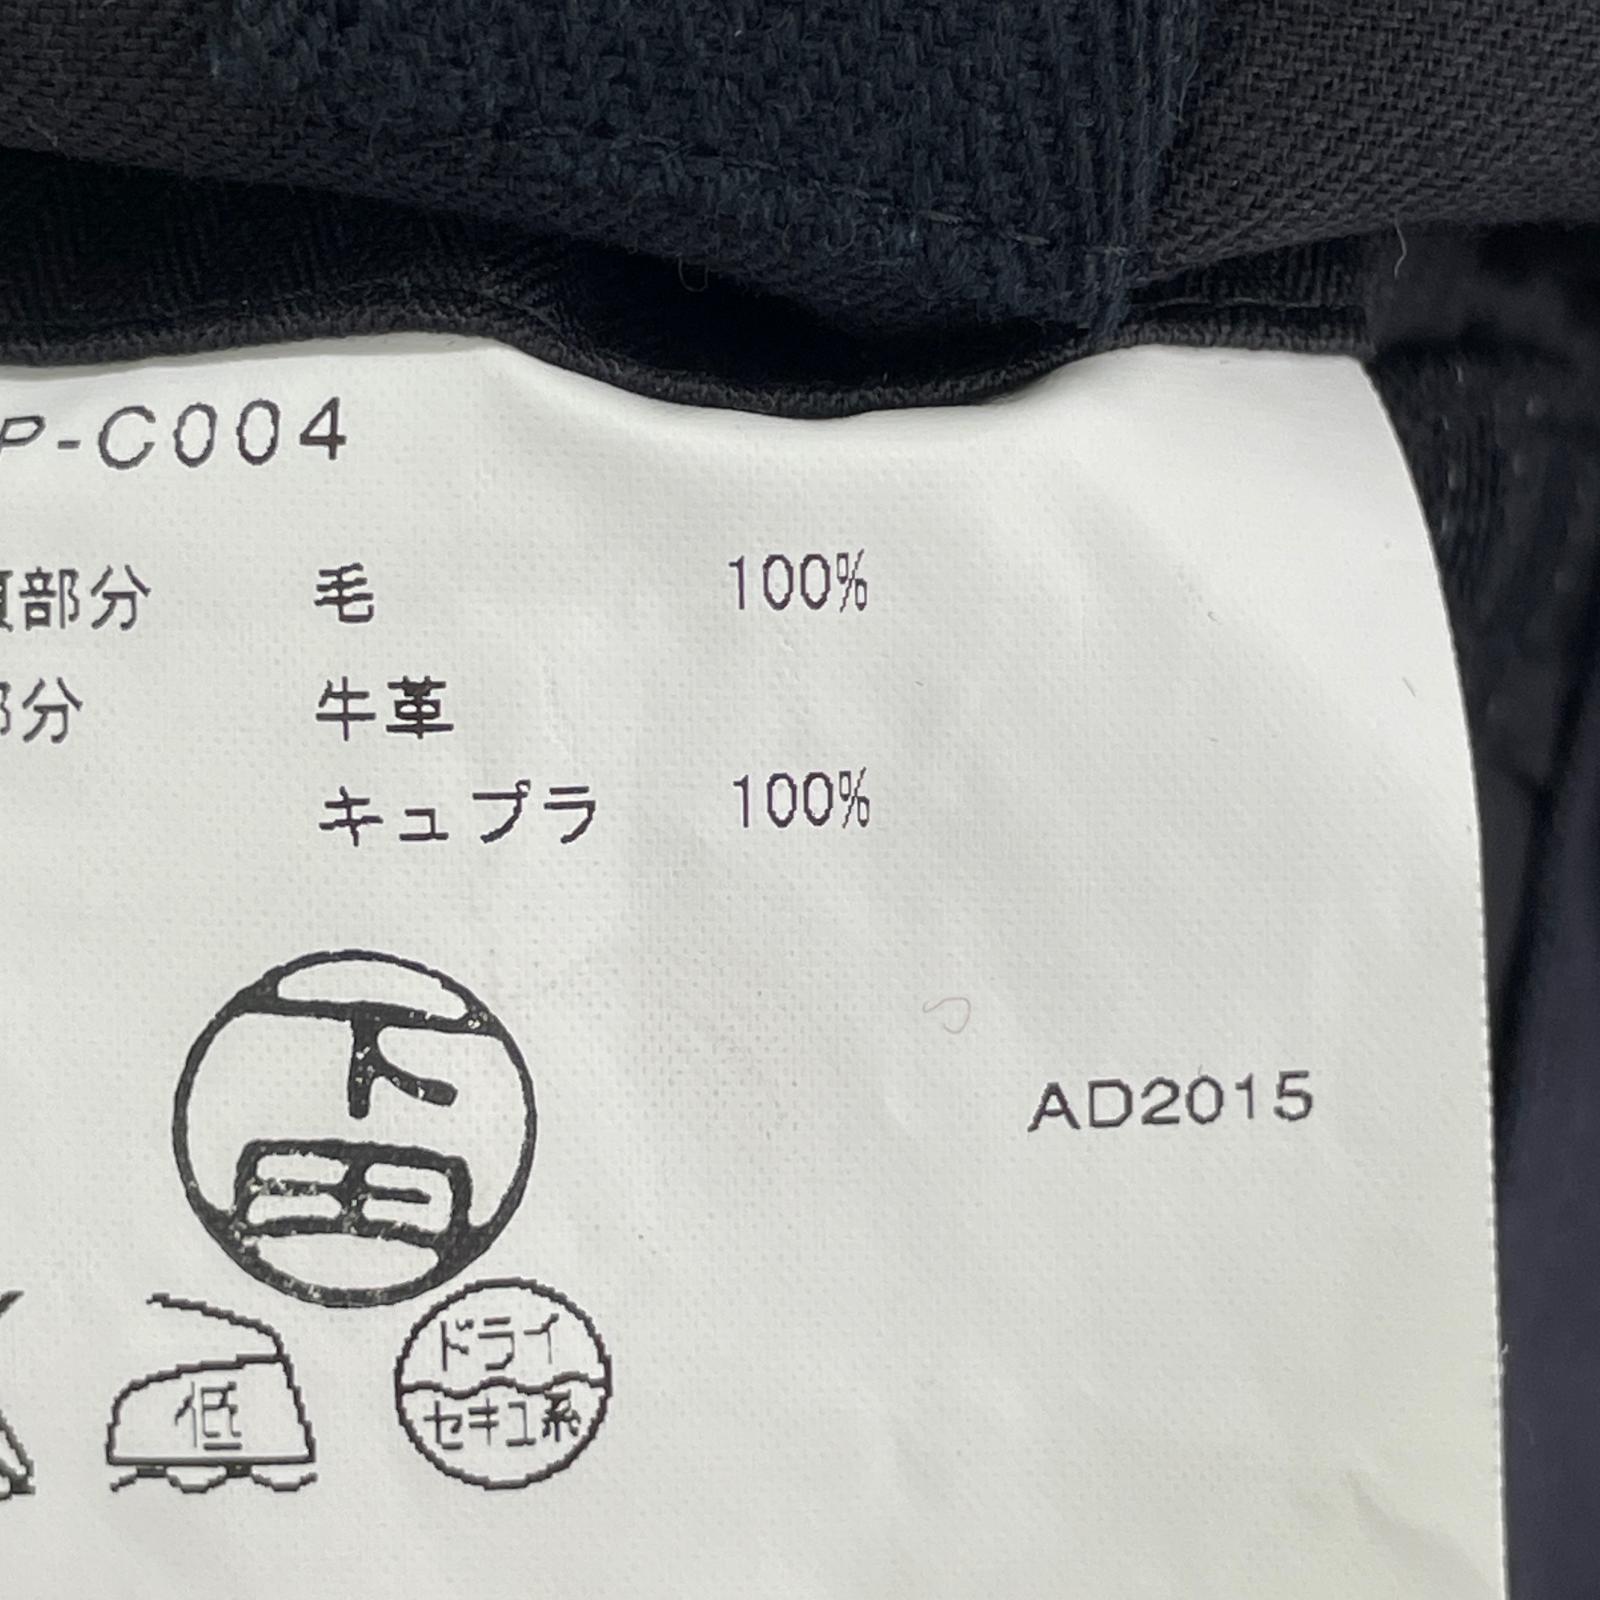 P-C004
部分 毛 100%
部分 牛革
キュプラ 100%
下田
AD2015
低
ドライ
セキユ系